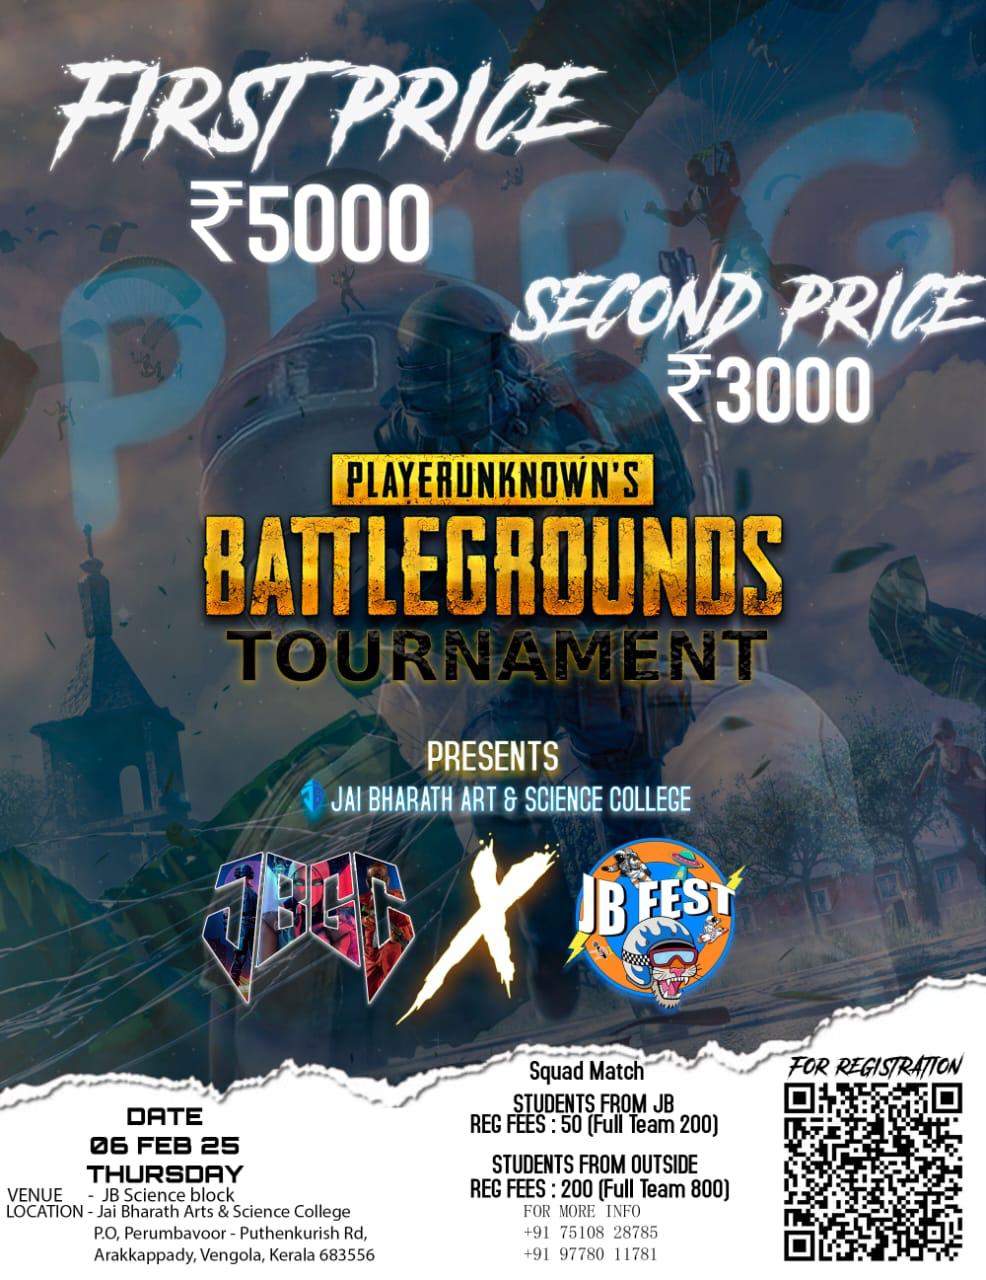 FIRST PRICE
₹5000
SECOND PRICE
₹3000
PUBG
PLAYERUNKNOWN'S
BATTLEGROUNDS
TOURNAMENT
PRESENTS
JB JAI BHARATH ART & SCIENCE COLLEGE
JBGC X JB FEST
FOR REGISTRATION
Squad Match
STUDENTS FROM JB
REG FEES : 50 (Full Team 200)
STUDENTS FROM OUTSIDE
REG FEES : 200 (Full Team 800)
FOR MORE INFO
+91 75108 28785
+91 97780 11781
DATE
06 FEB 25
THURSDAY
VENUE - JB Science block
LOCATION - Jai Bharath Arts & Science College
P.O, Perumbavoor - Puthenkurish Rd,
Arakkappady, Vengola, Kerala 683556